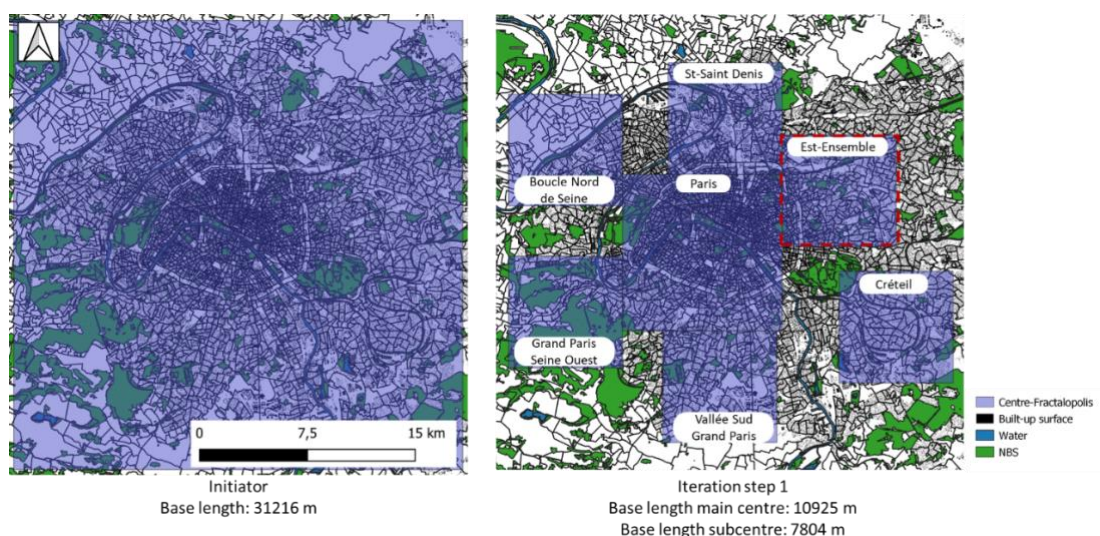 0
7,5
15 km
Initiator
Base length: 31216 m
St-Saint Denis
Est-Ensemble
Boucle Nord
de Seine
Paris
Créteil
Grand Paris
Seine Ouest
Vallée Sud
Grand Paris
Iteration step 1
Base length main centre: 10925 m
Base length subcentre: 7804 m
Centre-Fractalopolis
Built-up surface
Water
NBS